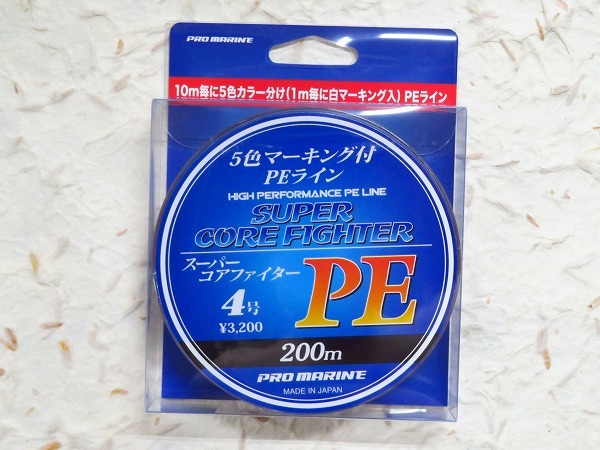 PRO MARINE
10m毎に5色カラー分け(1m毎に白マーキング入) PEライン
5色マーキング付
PEライン
HIGH PERFORMANCE PE LINE
SUPER
CORE FIGHTER
スーパー
コアファイター
PE
4号
¥3,200
200m
PRO MARINE
MADE IN JAPAN